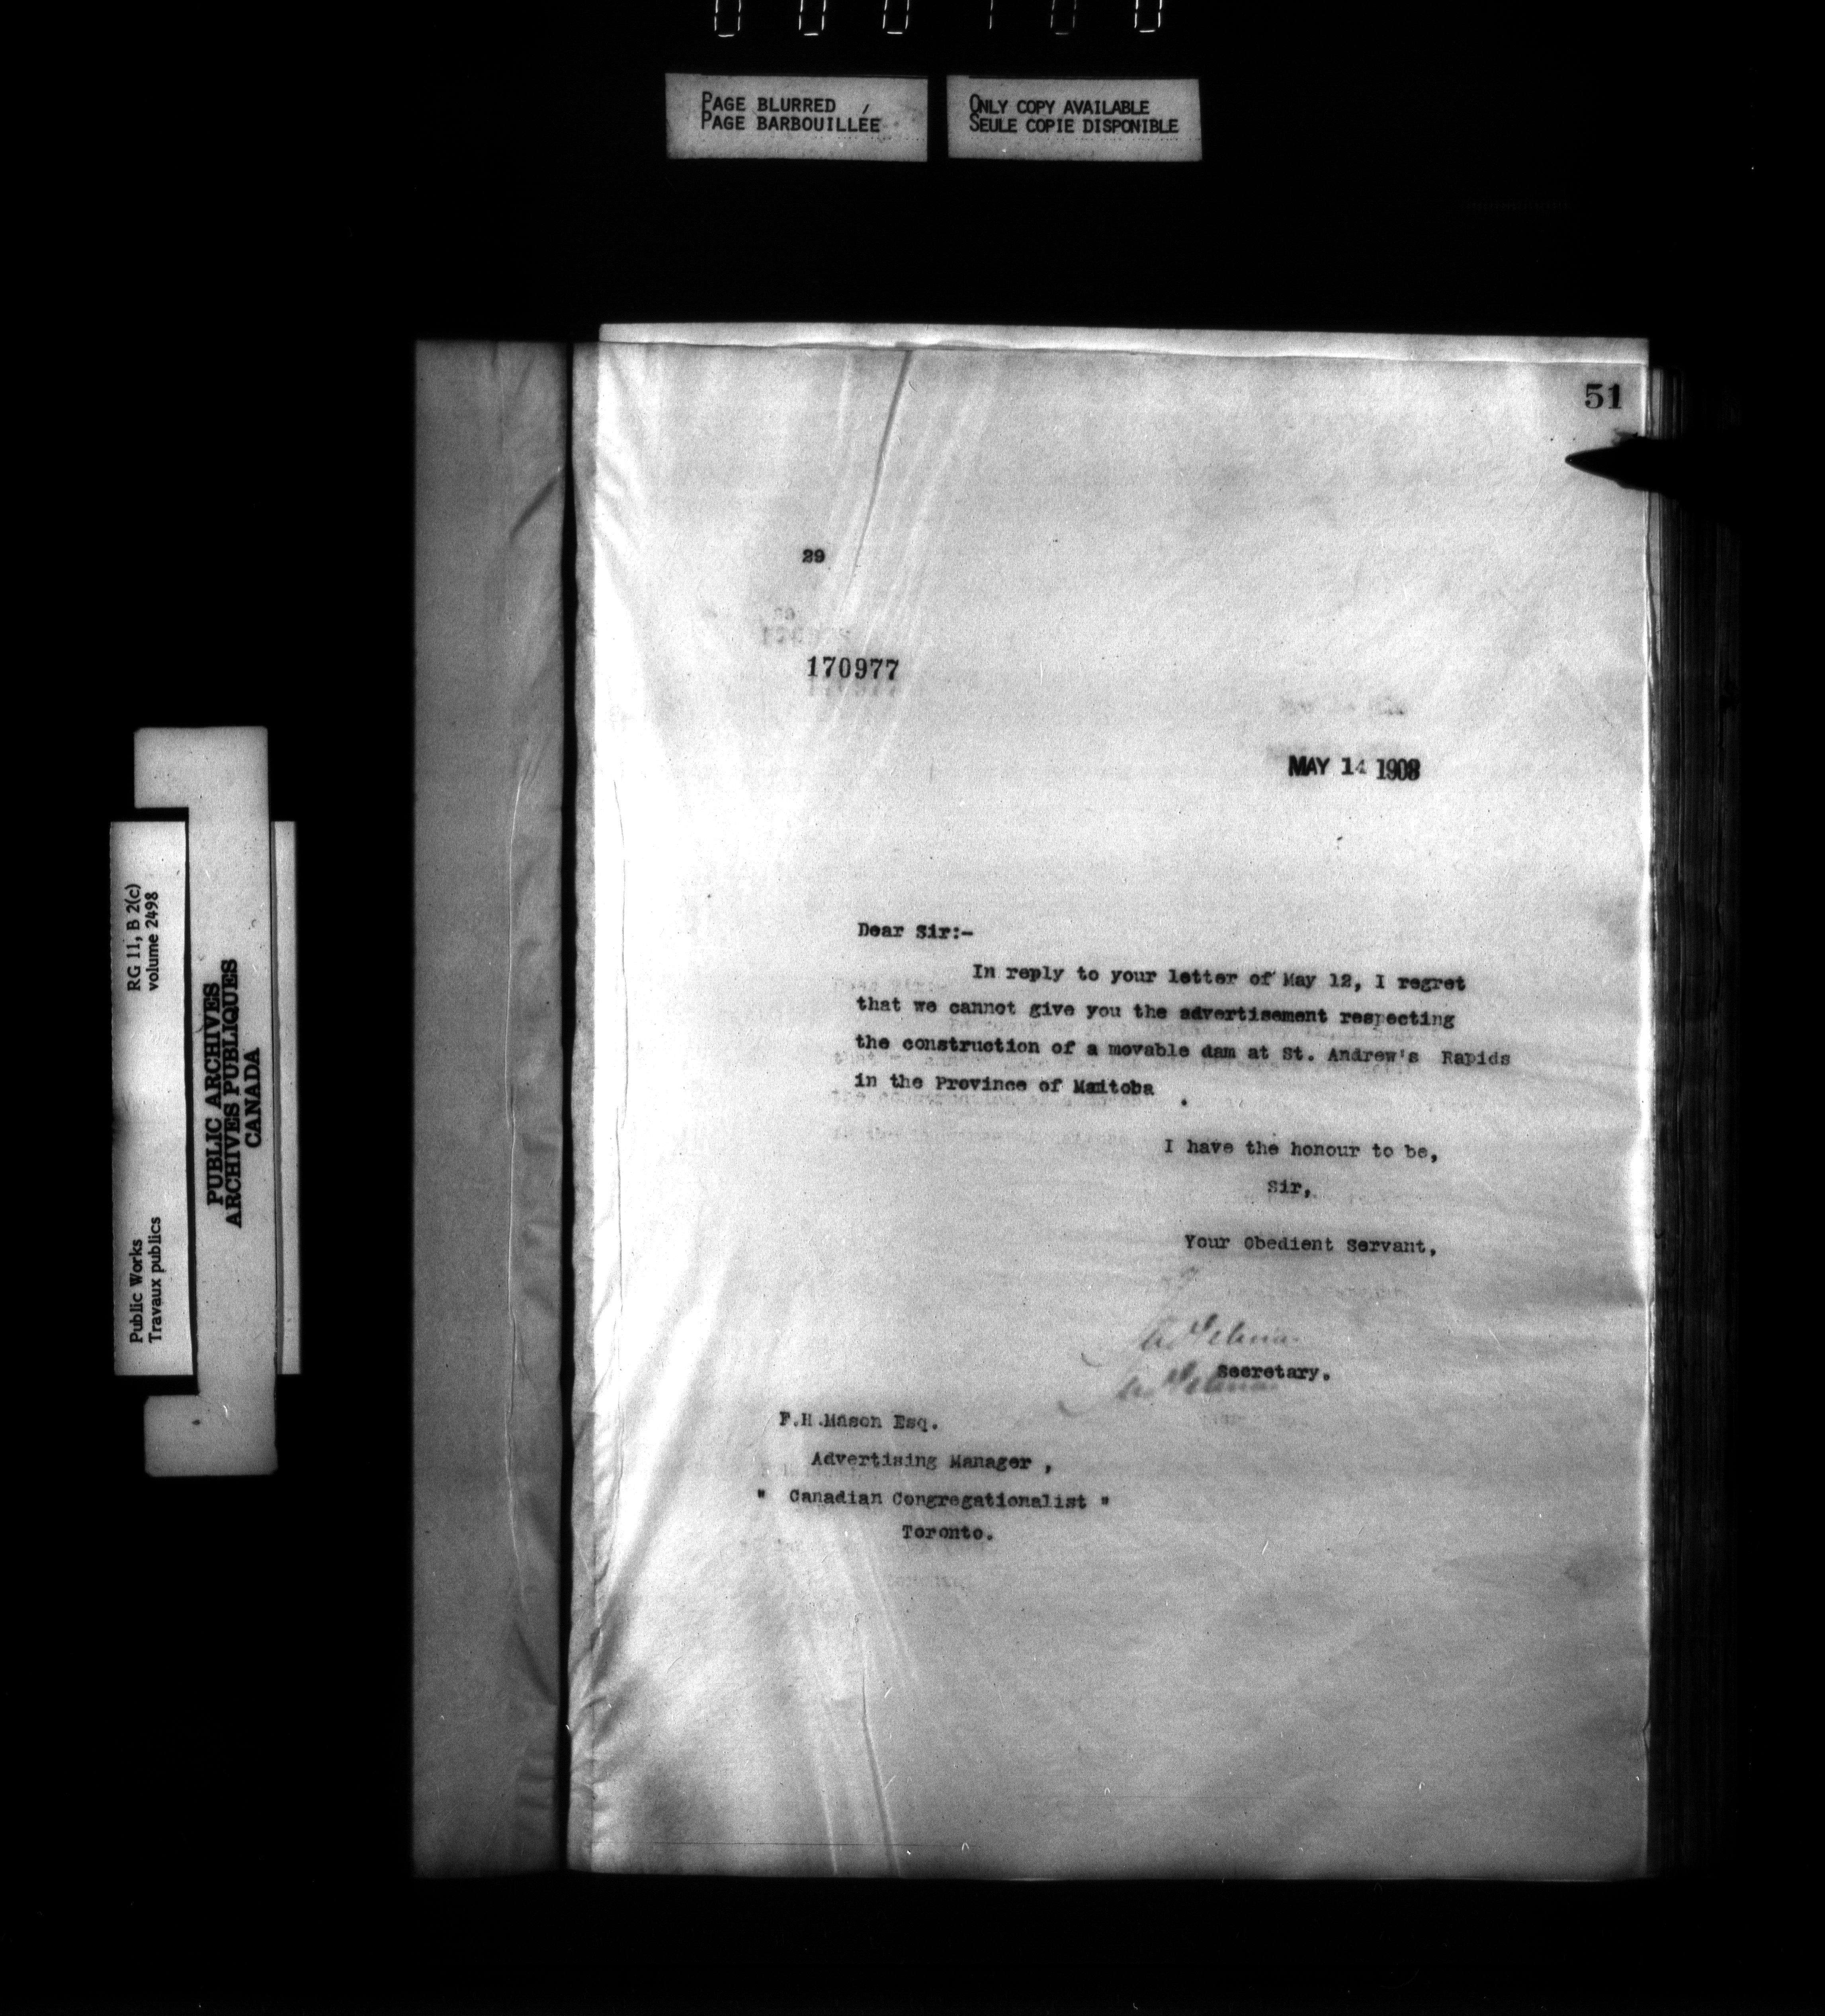 PAGE BLURRED
PAGE BARBOUILLÉE
ONLY COPY AVAILABLE
SEULE COPIE DISPONIBLE
51
29
170977
MAY 14 1908
Dear Sir:-
In reply to your letter of May 12, I regret
that we cannot give you the advertisement respecting
the construction of a movable dam at St. Andrew's Rapids
in the Province of Manitoba .
I have the honour to be,
Sir,
Your Obedient Servant,
Secretary.
F.H.Mason Esq.
Advertising Manager ,
" Canadian Congregationalist "
Toronto.
RG 11, B 2(c)
volume 2498
Public Works
Travaux publics
PUBLIC ARCHIVES
ARCHIVES PUBLIQUES
CANADA